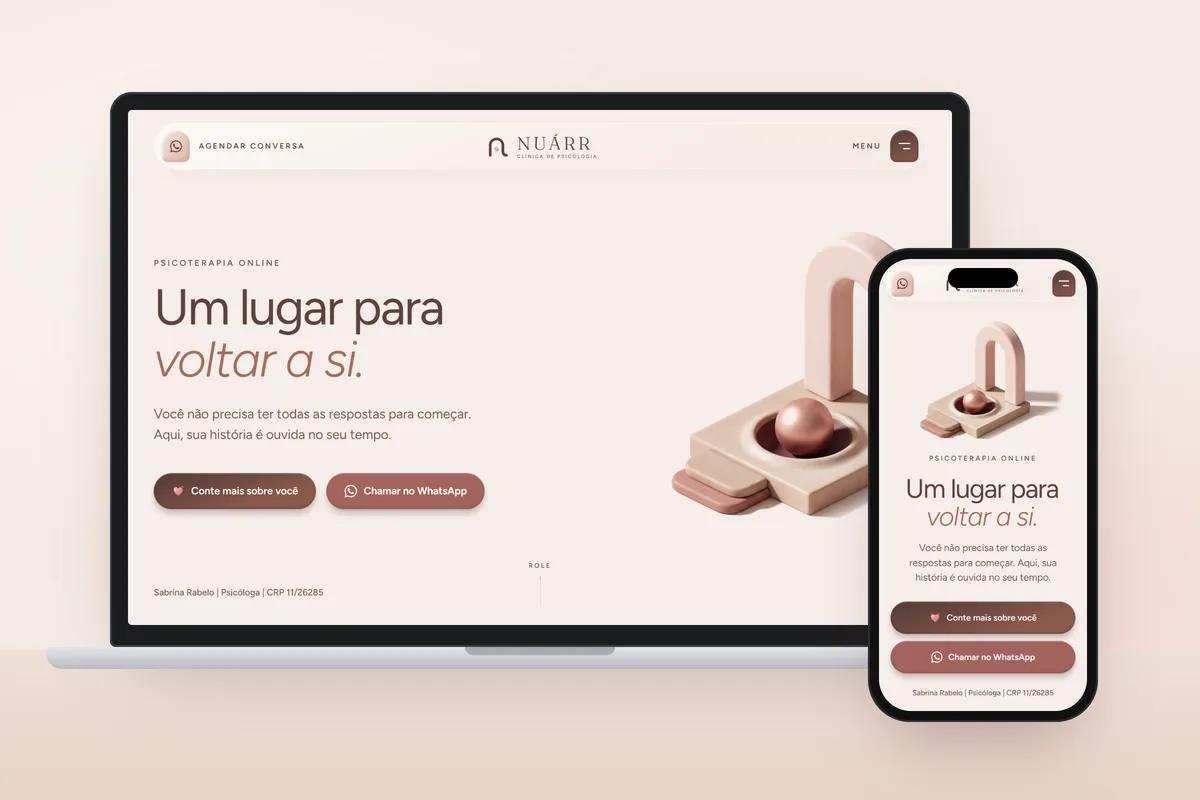 AGENDAR CONVERSA
NUÁRR
CLÍNICA DE PSICOLOGIA
MENU
PSICOTERAPIA ONLINE
Um lugar para
voltar a si.
Você não precisa ter todas as respostas para começar.
Aqui, sua história é ouvida no seu tempo.
Conte mais sobre você
Chamar no WhatsApp
ROLE
Sabrina Rabelo | Psicóloga | CRP 11/26285
CLÍNICA DE PSICOLOGIA
PSICOTERAPIA ONLINE
Um lugar para
voltar a si.
Você não precisa ter todas as
respostas para começar. Aqui, sua
história é ouvida no seu tempo.
Conte mais sobre você
Chamar no WhatsApp
Sabrina Rabelo | Psicóloga | CRP 11/26285